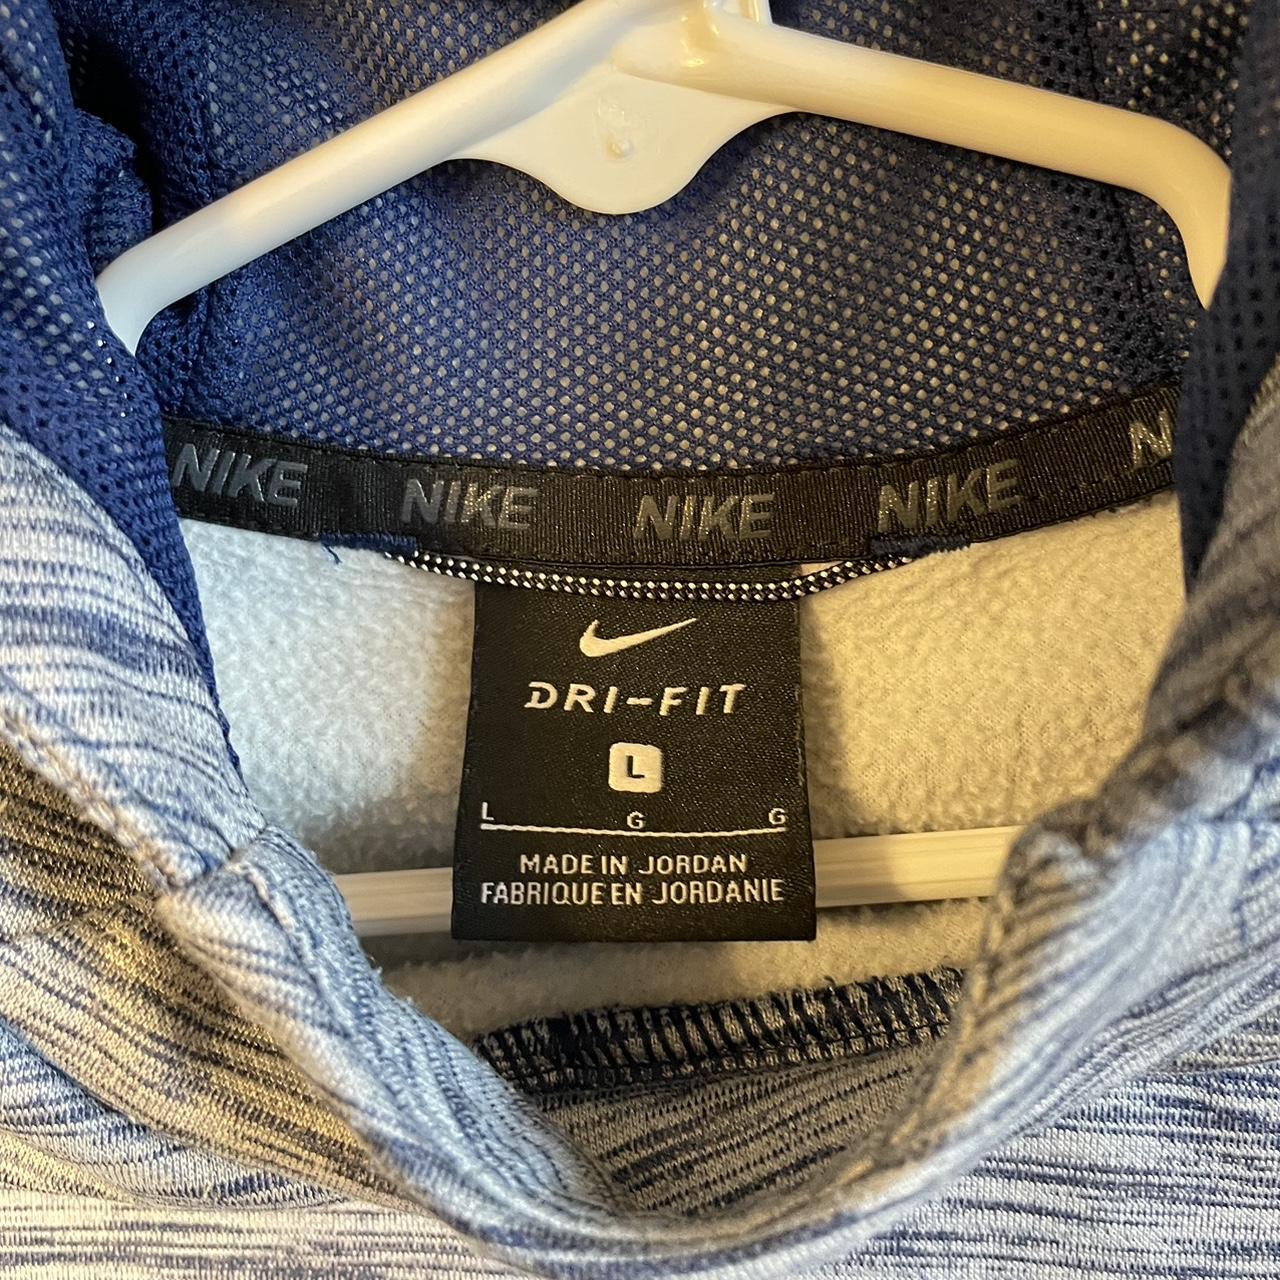 NIKE NIKE NIKE NIKE N
DRI-FIT
L
L G G
MADE IN JORDAN
FABRIQUE EN JORDANIE